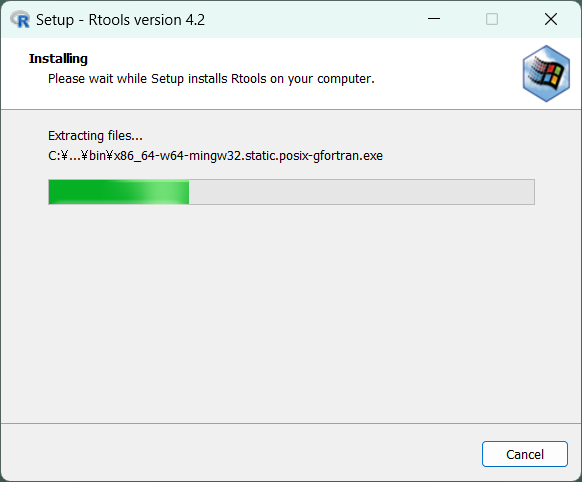 Setup - Rtools version 4.2
Installing
Please wait while Setup installs Rtools on your computer.
Extracting files...
C:¥...¥bin¥x86_64-w64-mingw32.static.posix-gfortran.exe
Cancel